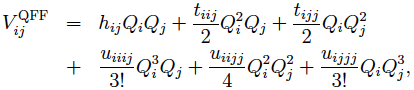 V_{ij}^{QFF} = h_{ij}Q_iQ_j + \frac{t_{iij}}{2}Q_i^2Q_j + \frac{t_{ijj}}{2}Q_iQ_j^2
+ \frac{u_{iiij}}{3!}Q_i^3Q_j + \frac{u_{iijj}}{4}Q_i^2Q_j^2 + \frac{u_{ijjj}}{3!}Q_iQ_j^3,